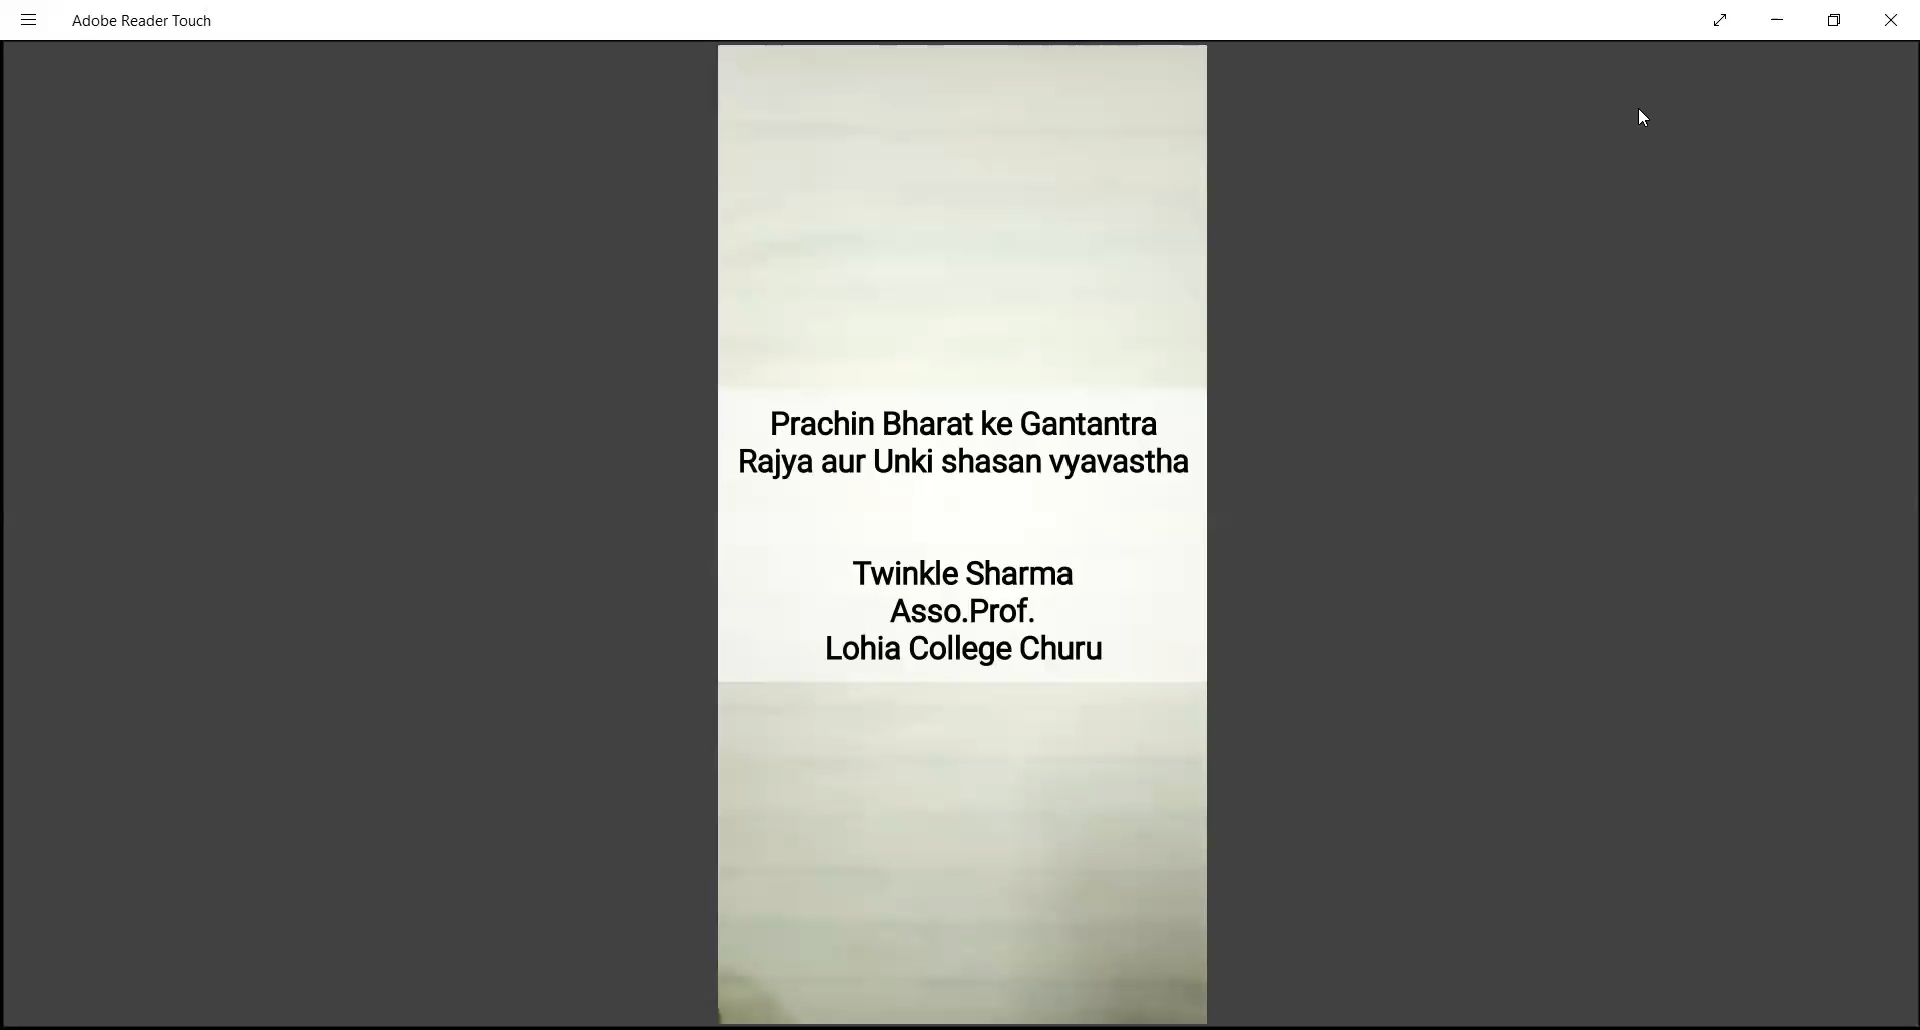 Adobe Reader Touch
Prachin Bharat ke Gantantra
Rajya aur Unki shasan vyavastha
Twinkle Sharma
Asso.Prof.
Lohia College Churu